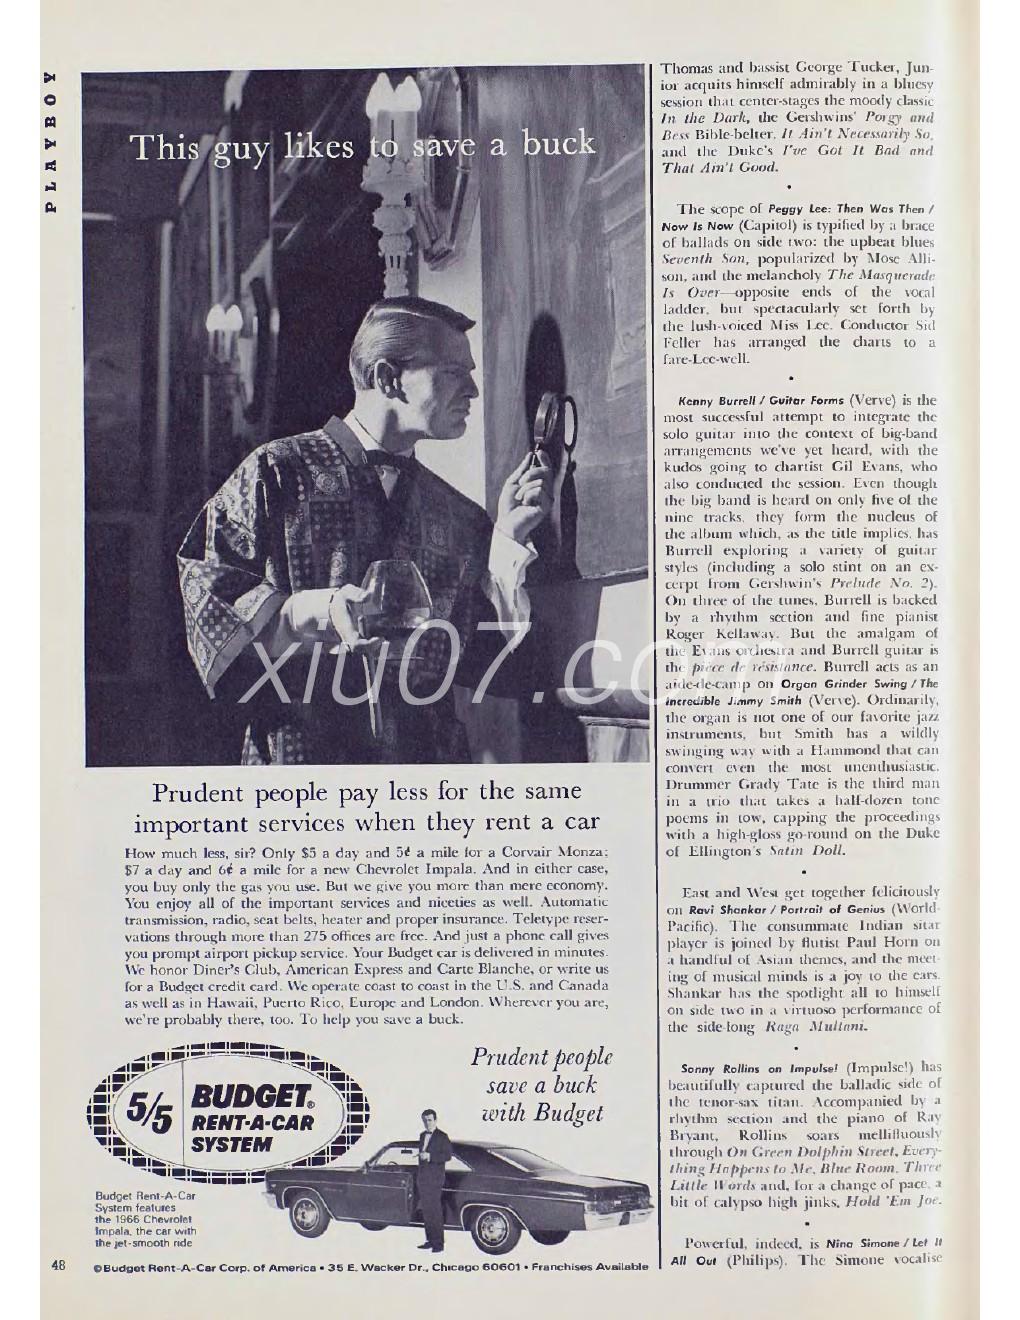 PLAYBOY
This guy likes to save a buck
Prudent people pay less for the same
important services when they rent a car
How much less, sir? Only $5 a day and 5¢ a mile for a Corvair Monza;
$7 a day and 6¢ a mile for a new Chevrolet Impala. And in either case,
you buy only the gas you use. But we give you more than mere economy.
You enjoy all of the important services and niceties as well. Automatic
transmission, radio, seat belts, heater and proper insurance. Teletype reser-
vations through more than 275 offices are free. And just a phone call gives
you prompt airport pickup service. Your Budget car is delivered in minutes.
We honor Diner's Club, American Express and Carte Blanche, or write us
for a Budget credit card. We operate coast to coast in the U.S. and Canada
as well as in Hawaii, Puerto Rico, Europe and London. Wherever you are,
we're probably there, too. To help you save a buck.
5/5
BUDGET®
RENT-A-CAR
SYSTEM
Prudent people
save a buck
with Budget
Budget Rent-A-Car
System features
the 1966 Chevrolet
Impala, the car with
the jet-smooth ride
48
©Budget Rent-A-Car Corp. of America • 35 E. Wacker Dr., Chicago 60601 • Franchises Available
Thomas and bassist George Tucker, Jun-
ior acquits himself admirably in a bluesy
session that center-stages the moody classic
In the Dark, the Gershwins' Porgy and
Bess Bible-belter, It Ain't Necessarily So,
and the Duke's I've Got It Bad and
That Ain't Good.
•
The scope of Peggy Lee: Then Was Then /
Now Is Now (Capitol) is typified by a brace
of ballads on side two: the upbeat blues
Seventh Son, popularized by Mose Alli-
son, and the melancholy The Masquerade
Is Over—opposite ends of the vocal
ladder, but spectacularly set forth by
the lush-voiced Miss Lee. Conductor Sid
Feller has arranged the charts to a
fare-Lee-well.
•
Kenny Burrell / Guitar Forms (Verve) is the
most successful attempt to integrate the
solo guitar into the context of big-band
arrangements we've yet heard, with the
kudos going to chartist Gil Evans, who
also conducted the session. Even though
the big band is heard on only five of the
nine tracks, they form the nucleus of
the album which, as the title implies, has
Burrell exploring a variety of guitar
styles (including a solo stint on an ex-
cerpt from Gershwin's Prelude No. 2).
On three of the tunes, Burrell is backed
by a rhythm section and fine pianist
Roger Kellaway. But the amalgam of
the Evans orchestra and Burrell guitar is
the pièce de résistance. Burrell acts as an
aide-de-camp on Organ Grinder Swing / The
Incredible Jimmy Smith (Verve). Ordinarily,
the organ is not one of our favorite jazz
instruments, but Smith has a wildly
swinging way with a Hammond that can
convert even the most unenthusiastic.
Drummer Grady Tate is the third man
in a trio that takes a half-dozen tone
poems in tow, capping the proceedings
with a high-gloss go-round on the Duke
of Ellington's Satin Doll.
•
East and West get together felicitously
on Ravi Shankar / Portrait of Genius (World-
Pacific). The consummate Indian sitar
player is joined by flutist Paul Horn on
a handful of Asian themes, and the meet-
ing of musical minds is a joy to the ears.
Shankar has the spotlight all to himself
on side two in a virtuoso performance of
the side-long Raga Multani.
•
Sonny Rollins on Impulse! (Impulse!) has
beautifully captured the balladic side of
the tenor-sax titan. Accompanied by a
rhythm section and the piano of Ray
Bryant, Rollins soars mellifluously
through On Green Dolphin Street, Every-
thing Happens to Me, Blue Room, Three
Little Words and, for a change of pace, a
bit of calypso high jinks, Hold 'Em Joe.
•
Powerful, indeed, is Nina Simone / Let It
All Out (Philips). The Simone vocalise
xiu07.com